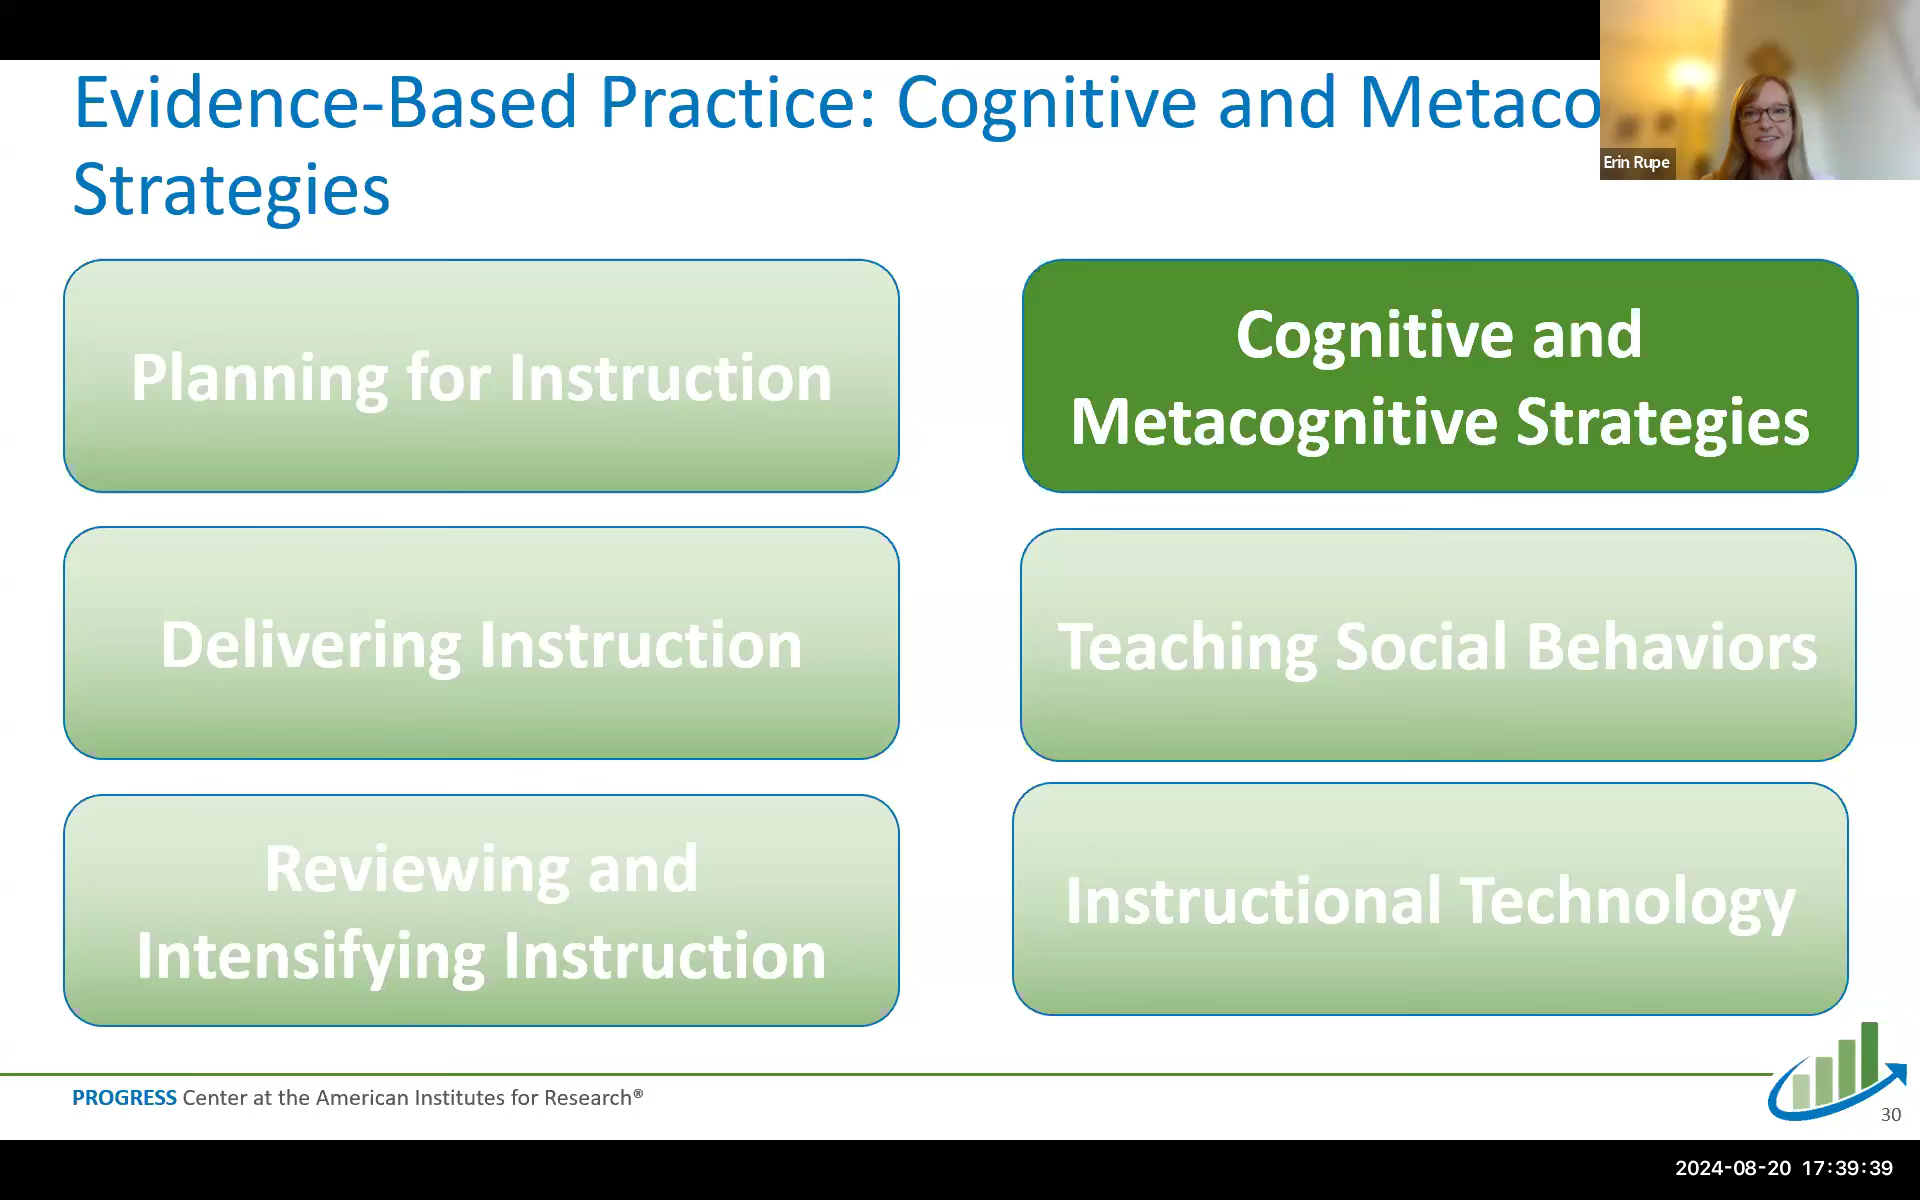 Evidence-Based Practice: Cognitive and Metaco
Strategies
Erin Rupe
Planning for Instruction
Cognitive and
Metacognitive Strategies
Delivering Instruction
Teaching Social Behaviors
Reviewing and
Intensifying Instruction
Instructional Technology
PROGRESS Center at the American Institutes for Research®
30
2024-08-20 17:39:39